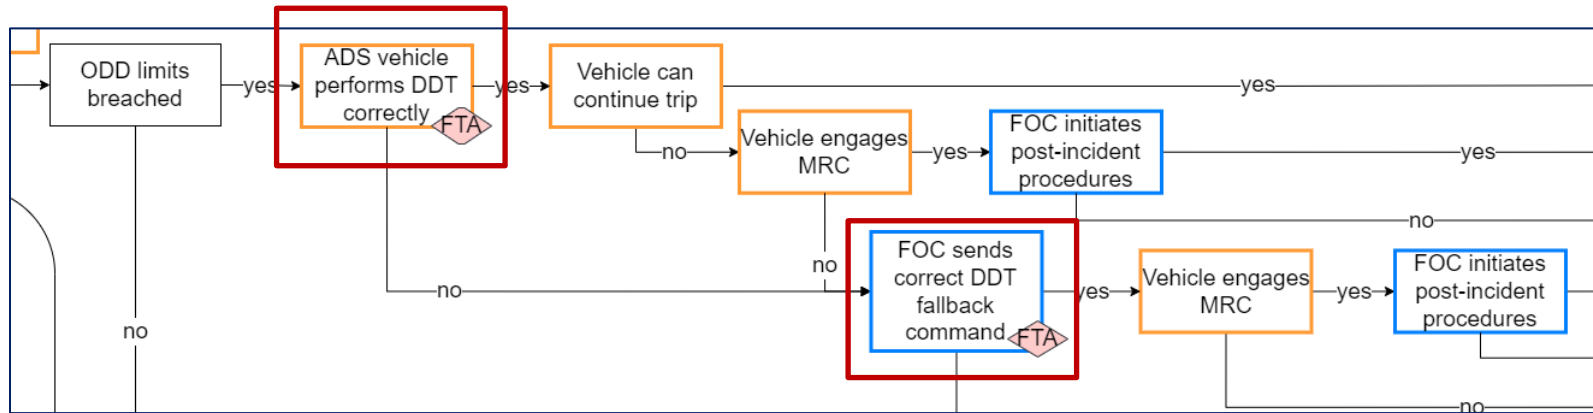 ODD limits
breached
yes
ADS vehicle
performs DDT
correctly
FTA
yes
Vehicle can
continue trip
yes
no
Vehicle engages
MRC
yes
FOC initiates
post-incident
procedures
yes
no
no
FOC sends
correct DDT
fallback
command
FTA
no
no
yes
Vehicle engages
MRC
yes
FOC initiates
post-incident
procedures
no